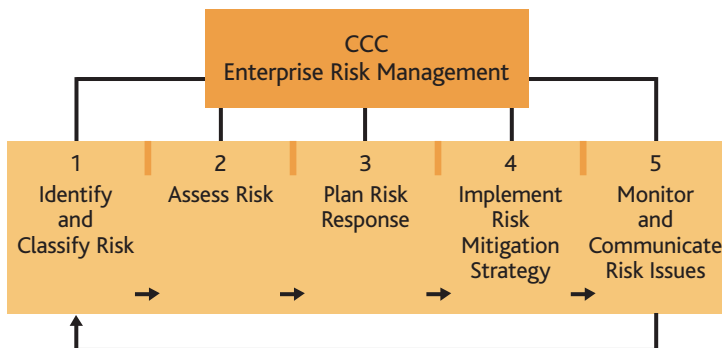 CCC
Enterprise Risk Management
1
Identify
and
Classify Risk
2
Assess Risk
3
Plan Risk
Response
4
Implement
Risk
Mitigation
Strategy
5
Monitor
and
Communicate
Risk Issues